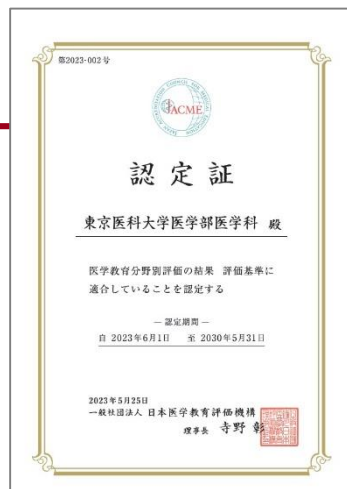 第2023-002号
JACME
認定証
東京医科大学医学部医学科 殿
医学教育分野別評価の結果 評価基準に
適合していることを認定する
― 認定期間 ―
自 2023年6月1日 至 2030年5月31日
2023年5月25日
一般社団法人 日本医学教育評価機構
理事長 寺野 彰